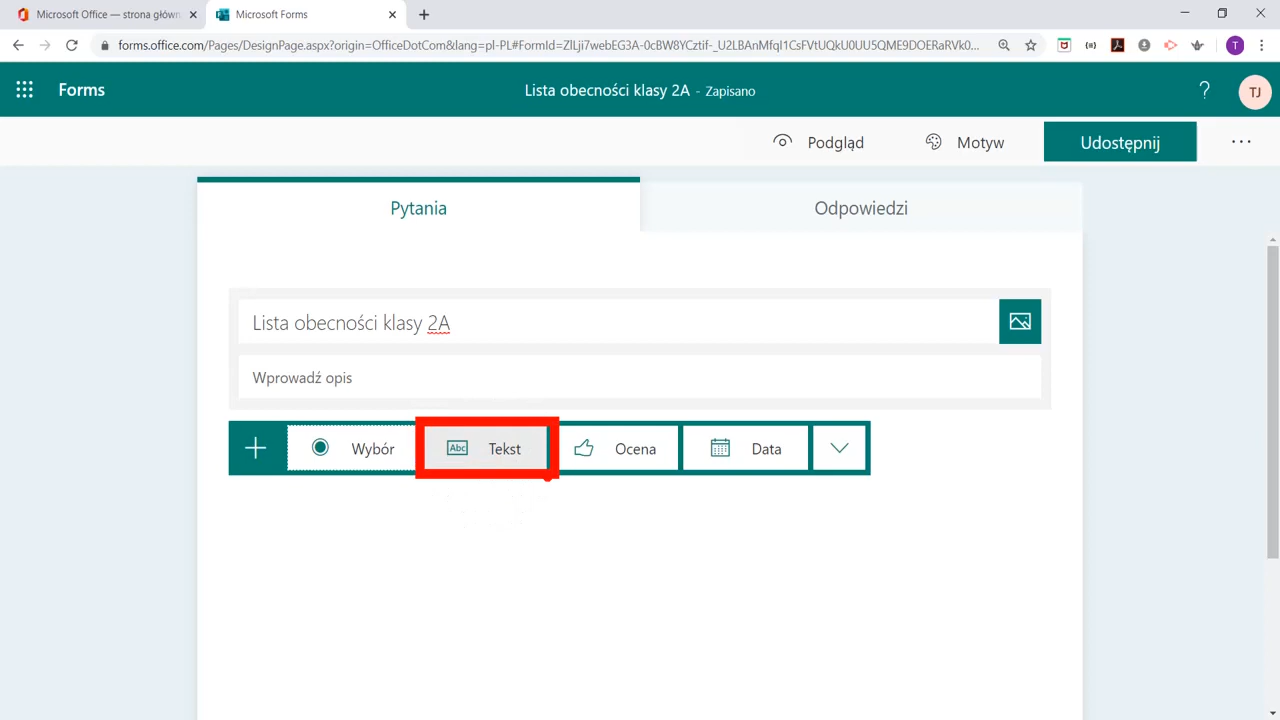 Microsoft Office — strona główn
Microsoft Forms
forms.office.com/Pages/DesignPage.aspx?origin=OfficeDotCom&lang=pl-PL#FormId=ZlLji7webEG3A-0cBW8YCztif-_U2LBAnMfqI1CsFVtUQkU0UU5QME9DOERaRVk0...
T
Forms
Lista obecności klasy 2A - Zapisano
?
TJ
Podgląd
Motyw
Udostępnij
...
Pytania
Odpowiedzi
Lista obecności klasy 2A
Wprowadź opis
Wybór
Abc
Tekst
Ocena
Data